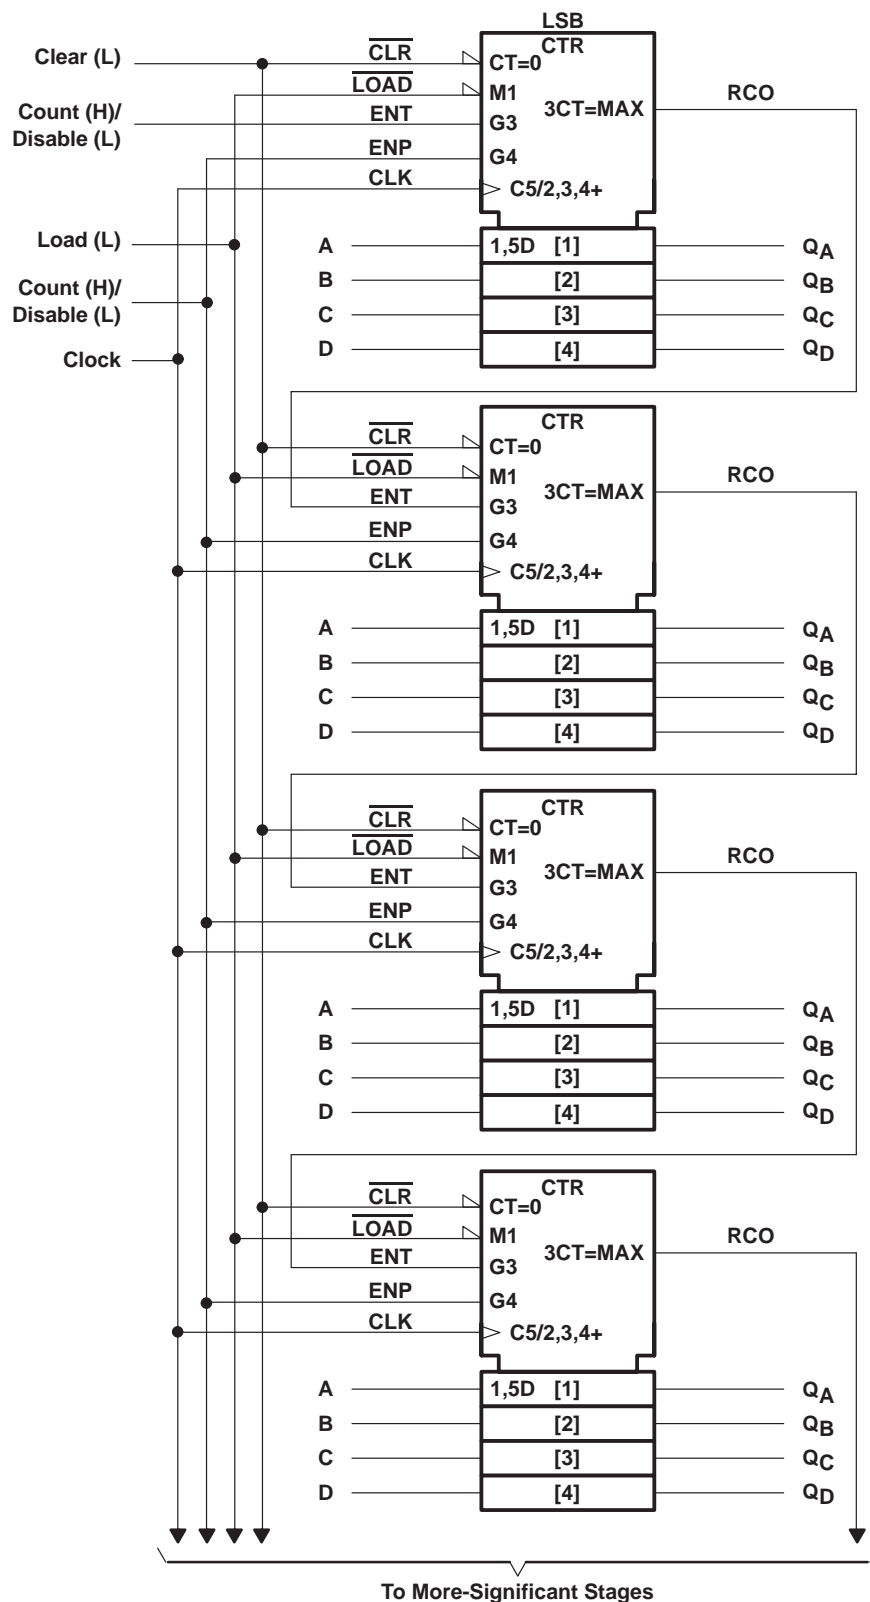 LSB
Clear (L)
CLR
CTR
CT=0
LOAD
M1
RCO
Count (H)/
Disable (L)
ENT
G3
3CT=MAX
ENP
G4
CLK
C5/2,3,4+
Load (L)
A
1,5D [1]
QA
Count (H)/
Disable (L)
B
[2]
QB
C
[3]
QC
Clock
D
[4]
QD
CTR
CLR
CT=0
LOAD
M1
RCO
3CT=MAX
ENT
G3
ENP
G4
CLK
C5/2,3,4+
A
1,5D [1]
QA
B
[2]
QB
C
[3]
QC
D
[4]
QD
CTR
CLR
CT=0
LOAD
M1
RCO
3CT=MAX
ENT
G3
ENP
G4
CLK
C5/2,3,4+
A
1,5D [1]
QA
B
[2]
QB
C
[3]
QC
D
[4]
QD
CTR
CLR
CT=0
LOAD
M1
RCO
3CT=MAX
ENT
G3
ENP
G4
CLK
C5/2,3,4+
A
1,5D [1]
QA
B
[2]
QB
C
[3]
QC
D
[4]
QD
To More-Significant Stages